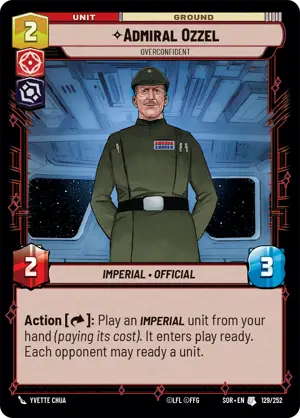 UNIT GROUND
2
✧ADMIRAL OZZEL
OVERCONFIDENT
2
IMPERIAL • OFFICIAL
3
Action [↷]: Play an IMPERIAL unit from your
hand (paying its cost). It enters play ready.
Each opponent may ready a unit.
YVETTE CHUA ©LFL ©FFG SOR • EN U 129/252